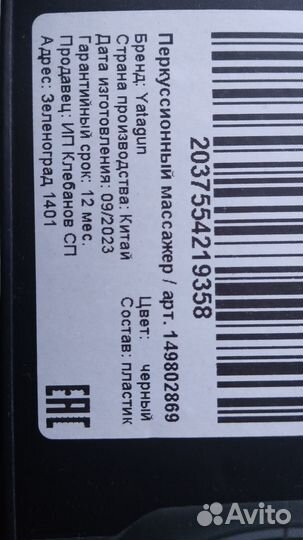 2037554219358
Перкуссионный массажер / арт. 149802869
Бренд: Yatagun Цвет: черный
Страна производства: Китай Состав: пластик
Дата изготовления: 09/2023
Гарантийный срок: 12 мес.
Продавец: ИП Клебанов СП
Адрес: Зеленоград 1401
EAC
Avito